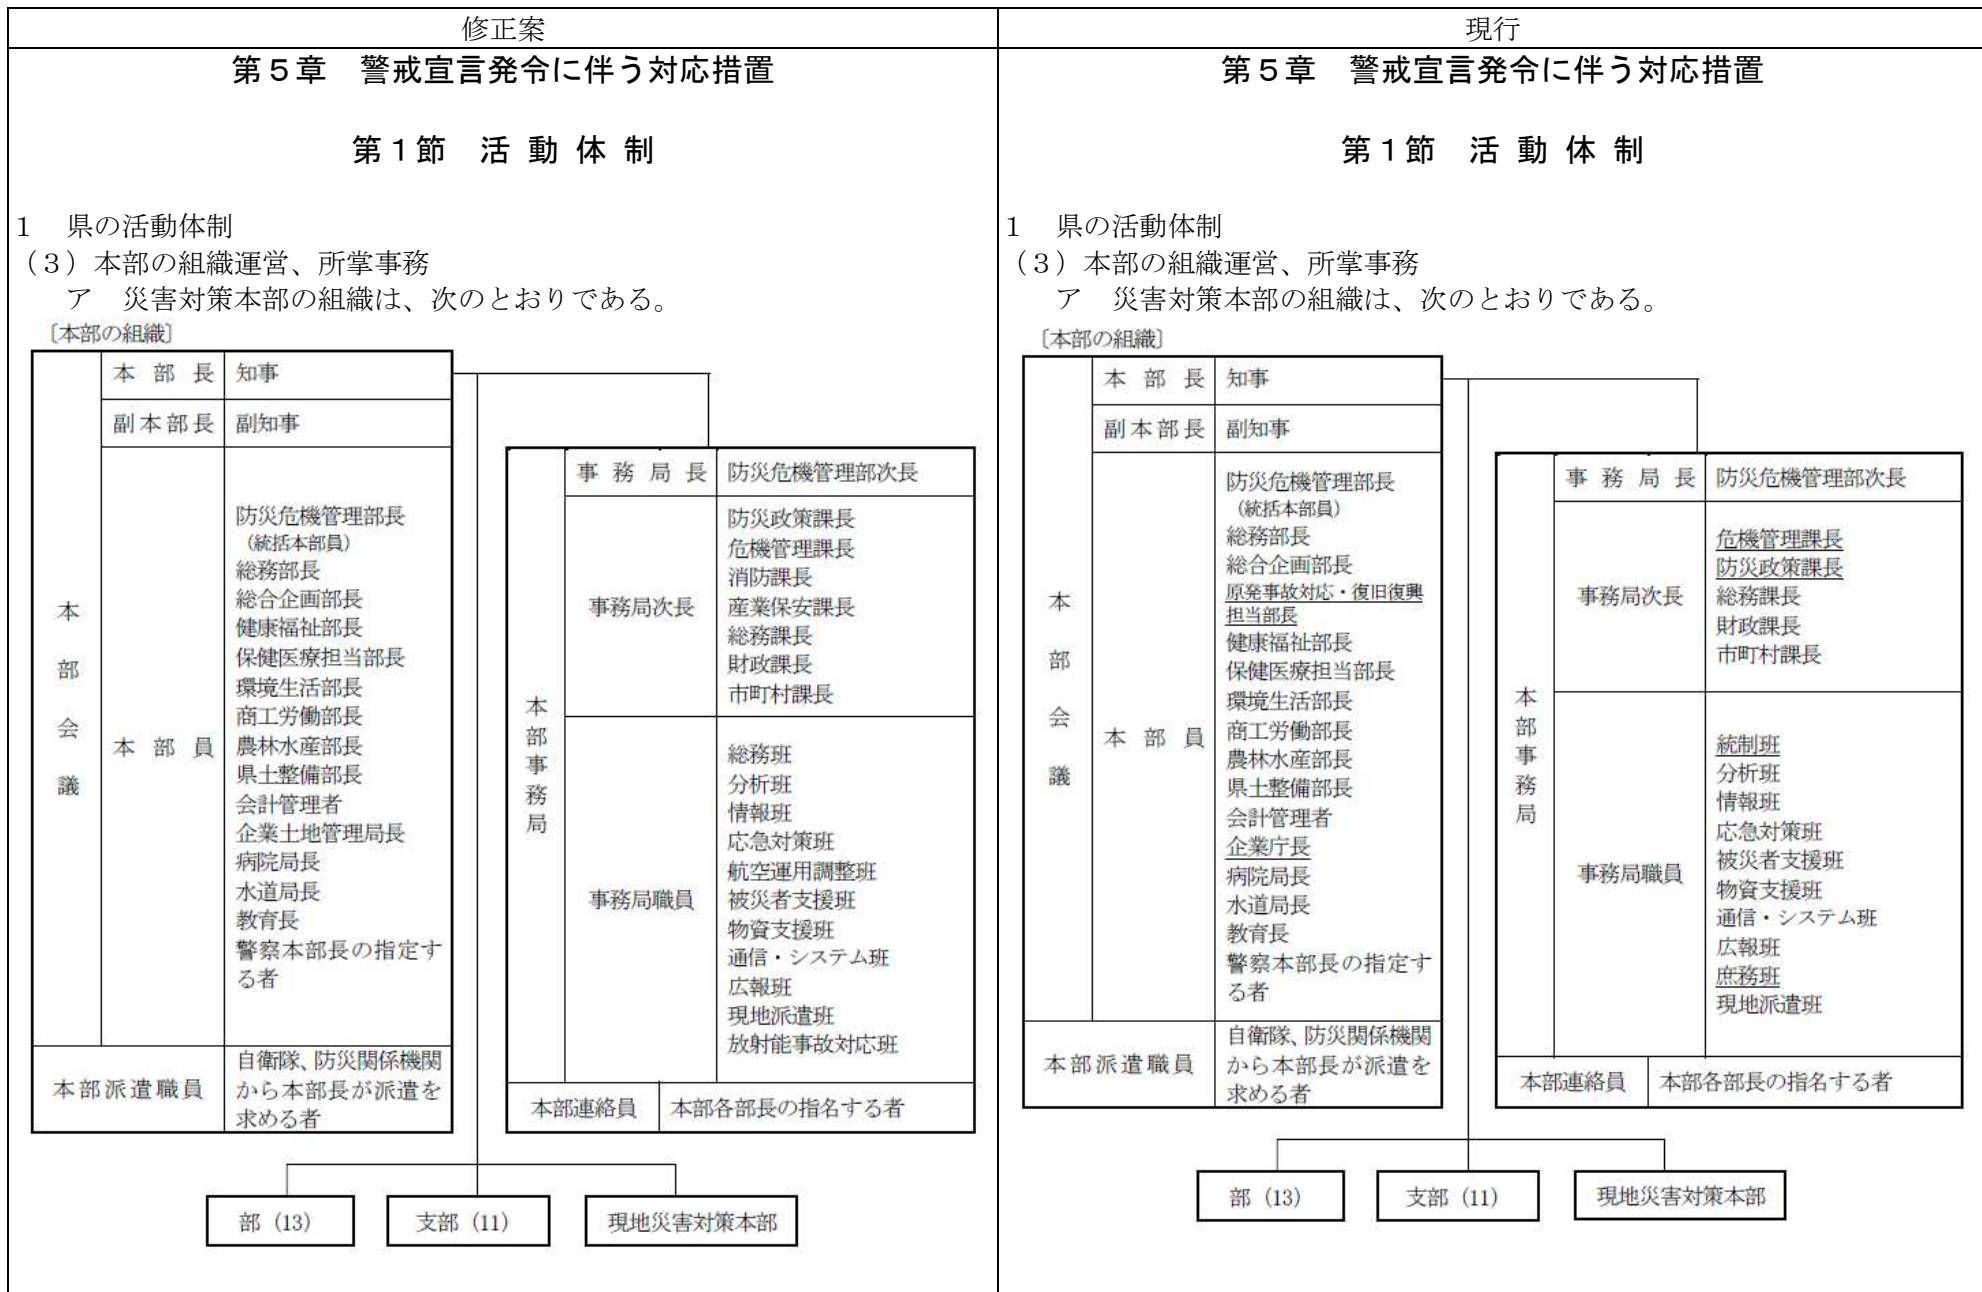 修正案
第５章　警戒宣言発令に伴う対応措置
第１節　活 動 体 制
１　県の活動体制
（３）本部の組織運営、所掌事務
ア　災害対策本部の組織は、次のとおりである。
〔本部の組織〕
本部会議
本 部 長
知事
副本部長
副知事
本 部 員
防災危機管理部長
（統括本部員）
総務部長
総合企画部長
健康福祉部長
保健医療担当部長
環境生活部長
商工労働部長
農林水産部長
県土整備部長
会計管理者
企業土地管理局長
病院局長
水道局長
教育長
警察本部長の指定す
る者
本部派遣職員
自衛隊、防災関係機関
から本部長が派遣を
求める者
本部事務局
事 務 局 長
防災危機管理部次長
事務局次長
防災政策課長
危機管理課長
消防課長
産業保安課長
総務課長
財政課長
市町村課長
事務局職員
総務班
分析班
情報班
応急対策班
航空運用調整班
被災者支援班
物資支援班
通信・システム班
広報班
現地派遣班
放射能事故対応班
本部連絡員
本部各部長の指名する者
部（13）
支部（11）
現地災害対策本部
現行
第５章　警戒宣言発令に伴う対応措置
第１節　活 動 体 制
１　県の活動体制
（３）本部の組織運営、所掌事務
ア　災害対策本部の組織は、次のとおりである。
〔本部の組織〕
本部会議
本 部 長
知事
副本部長
副知事
本 部 員
防災危機管理部長
（統括本部員）
総務部長
総合企画部長
原発事故対応・復旧復興
担当部長
健康福祉部長
保健医療担当部長
環境生活部長
商工労働部長
農林水産部長
県土整備部長
会計管理者
企業庁長
病院局長
水道局長
教育長
警察本部長の指定す
る者
本部派遣職員
自衛隊、防災関係機関
から本部長が派遣を
求める者
本部事務局
事 務 局 長
防災危機管理部次長
事務局次長
危機管理課長
防災政策課長
総務課長
財政課長
市町村課長
事務局職員
統制班
分析班
情報班
応急対策班
被災者支援班
物資支援班
通信・システム班
広報班
庶務班
現地派遣班
本部連絡員
本部各部長の指名する者
部（13）
支部（11）
現地災害対策本部